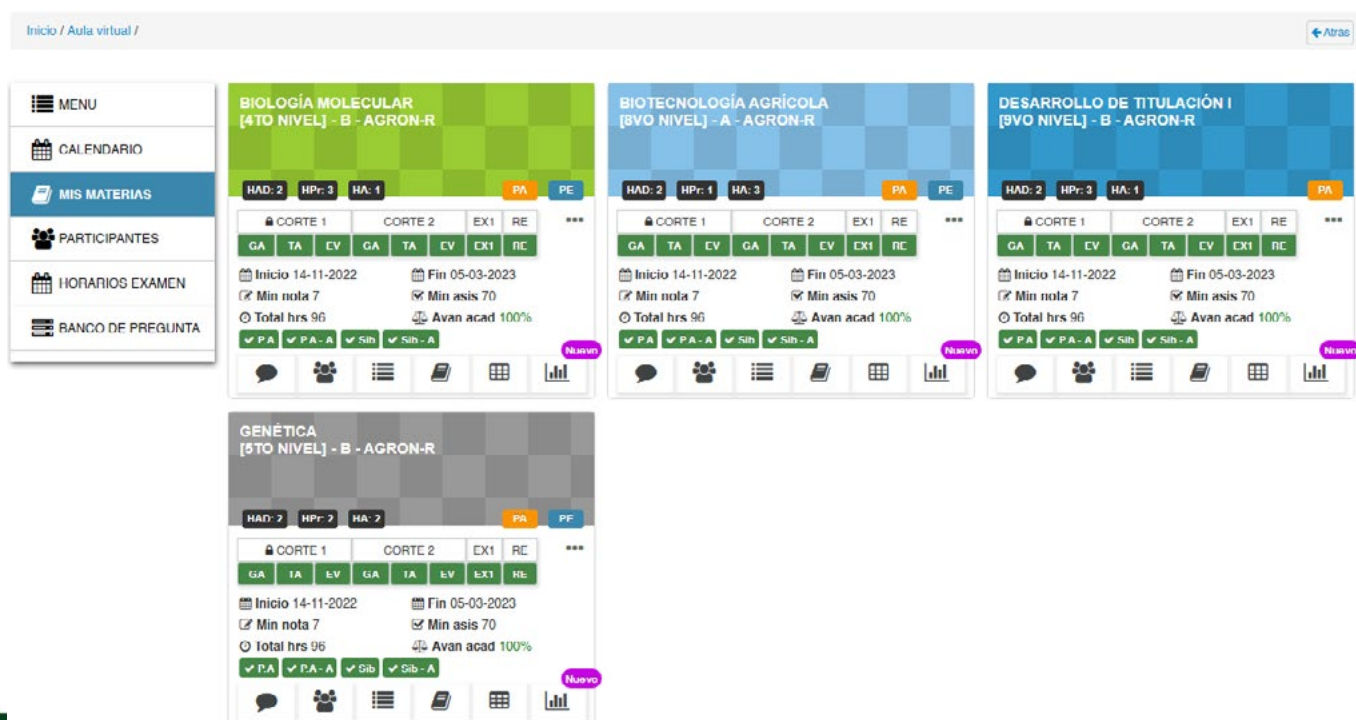 Inicio / Aula virtual /
Atras
MENU
CALENDARIO
MIS MATERIAS
PARTICIPANTES
HORARIOS EXAMEN
BANCO DE PREGUNTA
BIOLOGÍA MOLECULAR
[4TO NIVEL] - B - AGRON-R
HAD: 2 HPr: 3 HA: 1 PA PE
CORTE 1 CORTE 2 EX1 RE
GA TA EV GA TA EV EX1 RE
Inicio 14-11-2022 Fin 05-03-2023
Min nota 7 Min asis 70
Total hrs 96 Avan acad 100%
P.A P.A - A Sib Sib - A
Nuevo
BIOTECNOLOGÍA AGRÍCOLA
[8VO NIVEL] - A - AGRON-R
HAD: 2 HPr: 1 HA: 3 PA PE
CORTE 1 CORTE 2 EX1 RE
GA TA EV GA TA EV EX1 RE
Inicio 14-11-2022 Fin 05-03-2023
Min nota 7 Min asis 70
Total hrs 96 Avan acad 100%
P.A P.A - A Sib Sib - A
Nuevo
DESARROLLO DE TITULACIÓN I
[9VO NIVEL] - B - AGRON-R
HAD: 2 HPr: 3 HA: 1 PA
CORTE 1 CORTE 2 EX1 RE
GA TA EV GA TA EV EX1 RE
Inicio 14-11-2022 Fin 05-03-2023
Min nota 7 Min asis 70
Total hrs 96 Avan acad 100%
P.A P.A - A Sib Sib - A
Nuevo
GENÉTICA
[5TO NIVEL] - B - AGRON-R
HAD: 2 HPr: 2 HA: 2 PA PE
CORTE 1 CORTE 2 EX1 RE
GA TA EV GA TA EV EX1 RE
Inicio 14-11-2022 Fin 05-03-2023
Min nota 7 Min asis 70
Total hrs 96 Avan acad 100%
P.A P.A - A Sib Sib - A
Nuevo